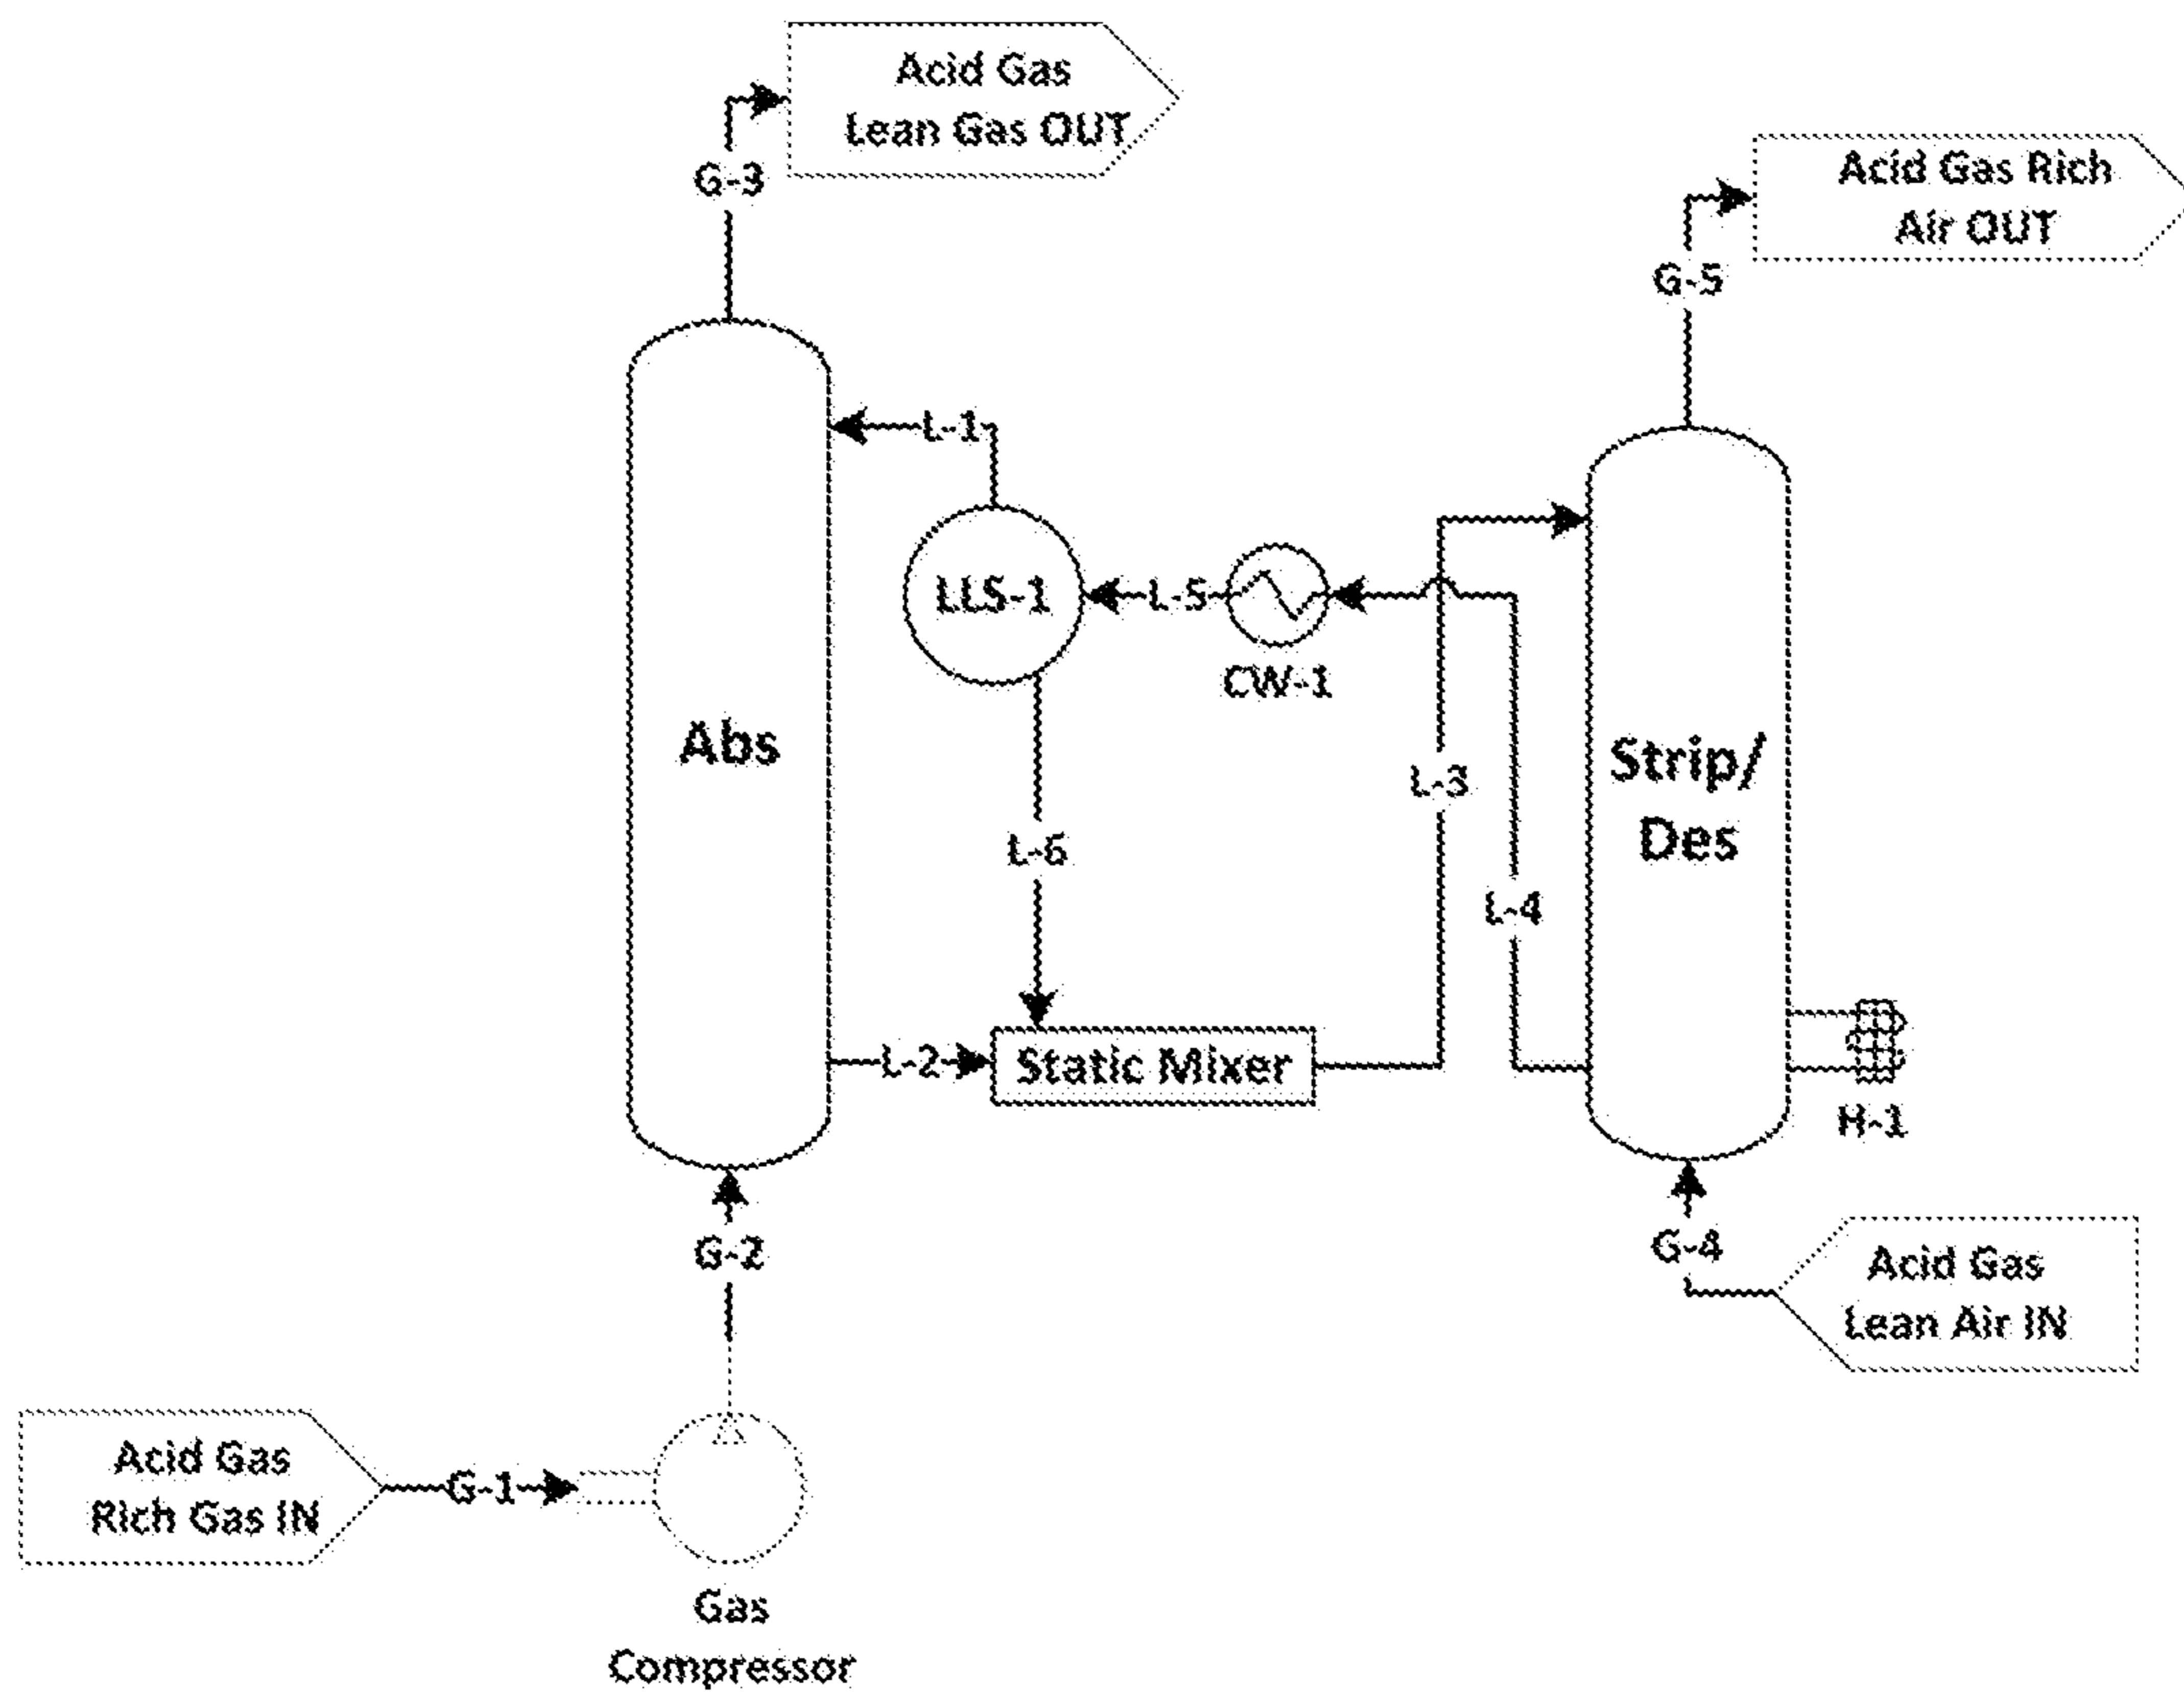 Acid Gas
Lean Gas OUT
G-3
Acid Gas Rich
Air OUT
G-5
L-1
LLS-1
L-5
CW-1
Abs
L-3
Strip/
Des
L-6
L-4
L-2
Static Mixer
H-1
G-2
G-4
Acid Gas
Lean Air IN
Acid Gas
Rich Gas IN
G-1
Gas
Compressor